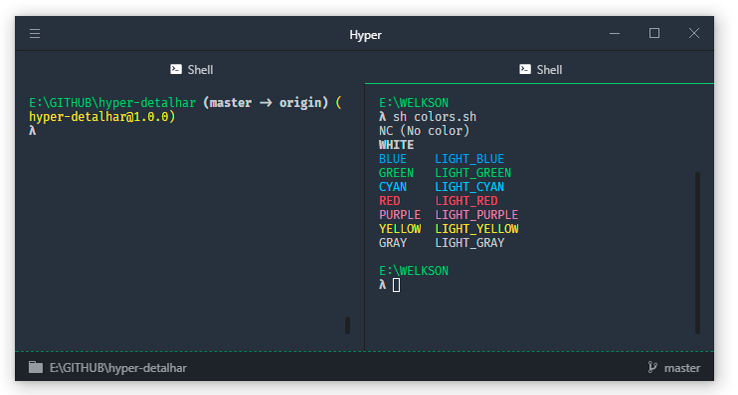 Hyper
Shell
Shell
E:\GITHUB\hyper-detalhar (master → origin) (
hyper-detalhar@1.0.0)
λ
E:\WELKSON
λ sh colors.sh
NC (No color)
WHITE
BLUE LIGHT_BLUE
GREEN LIGHT_GREEN
CYAN LIGHT_CYAN
RED LIGHT_RED
PURPLE LIGHT_PURPLE
YELLOW LIGHT_YELLOW
GRAY LIGHT_GRAY
E:\WELKSON
λ
E:\GITHUB\hyper-detalhar
master